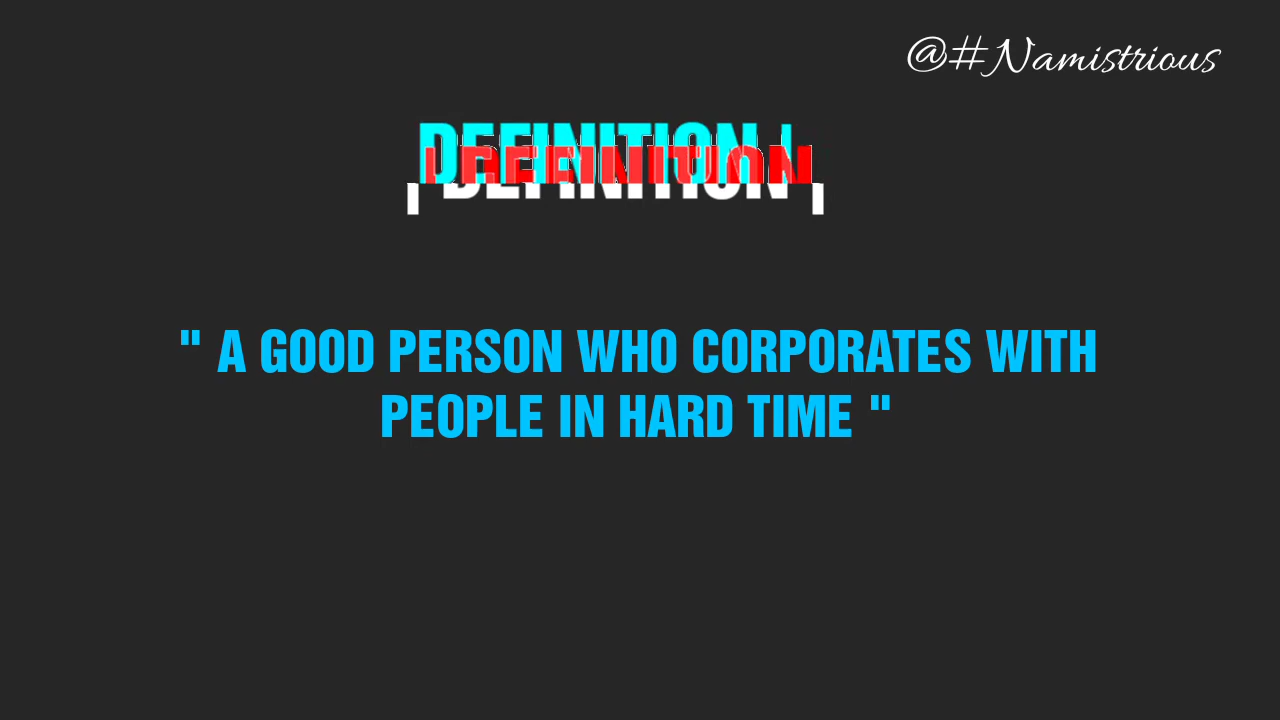 @#Namistrious
| DEFINITION |
" A GOOD PERSON WHO CORPORATES WITH
PEOPLE IN HARD TIME "